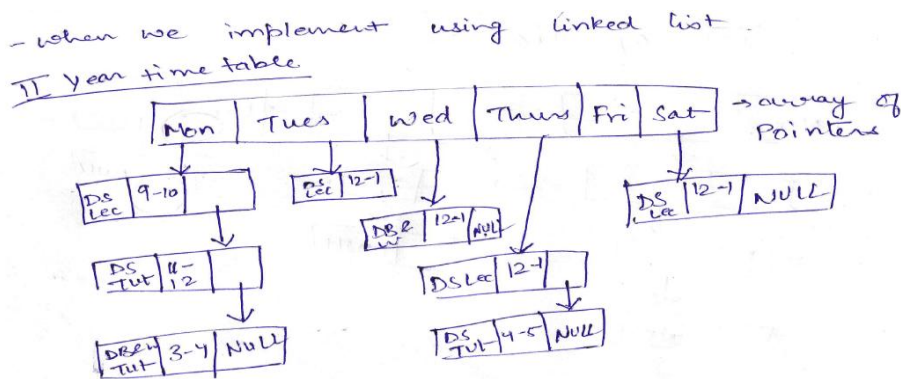 - when we implement using linked list.
II year time table
Mon Tues Wed Thurs Fri Sat → array of
Pointers
DS Lec 9-10
DS Lec 12-1
DS Lec 12-1 NULL
12-1 NULL
DS Tut 11-12
DS Lec 12-1
Tut 3-4 NULL
DS Tut 4-5 NULL